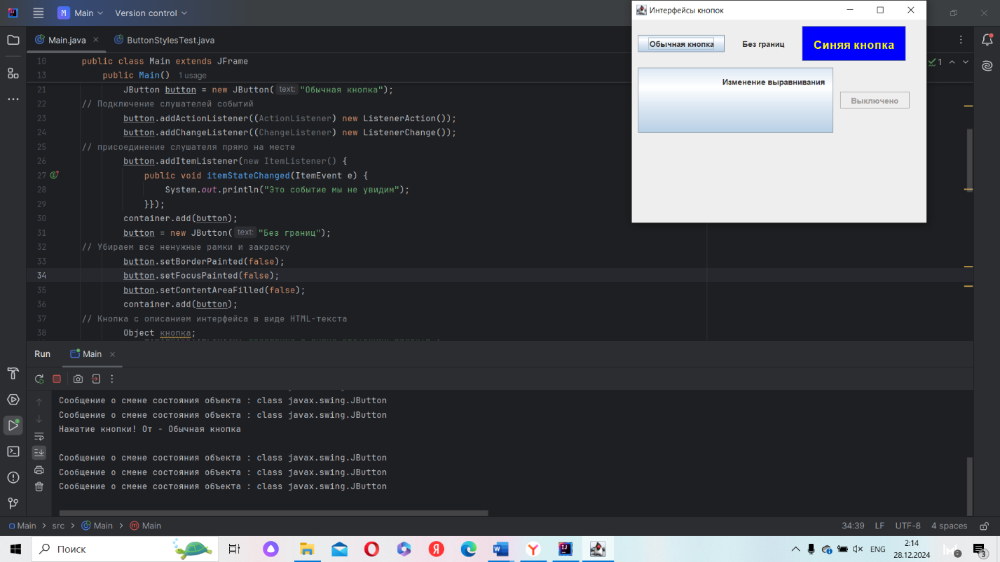 M Main Version control
Интерфейсы кнопок
Main.java ButtonStylesTest.java
Обычная кнопка Без границ Синяя кнопка
Изменение выравнивания
Выключено
1
10 public class Main extends JFrame
13 public Main() 1 usage
21 JButton button = new JButton( text: "Обычная кнопка");
22 // Подключение слушателей событий
23 button.addActionListener((ActionListener) new ListenerAction());
24 button.addChangeListener((ChangeListener) new ListenerChange());
25 // присоединение слушателя прямо на месте
26 button.addItemListener(new ItemListener() {
27 public void itemStateChanged(ItemEvent e) {
28 System.out.println("Это событие мы не увидим");
29 }});
30 container.add(button);
31 button = new JButton( text: "Без границ");
32 // Убираем все ненужные рамки и закраску
33 button.setBorderPainted(false);
34 button.setFocusPainted(false);
35 button.setContentAreaFilled(false);
36 container.add(button);
37 // Кнопка с описанием интерфейса в виде HTML-текста
38 Object кнопка;
Run Main
Сообщение о смене состояния объекта : class javax.swing.JButton
Сообщение о смене состояния объекта : class javax.swing.JButton
Нажатие кнопки! От - Обычная кнопка
Сообщение о смене состояния объекта : class javax.swing.JButton
Сообщение о смене состояния объекта : class javax.swing.JButton
Сообщение о смене состояния объекта : class javax.swing.JButton
Main > src > Main > m Main 34:39 LF UTF-8 4 spaces
Поиск ENG 2:14
28.12.2024 3